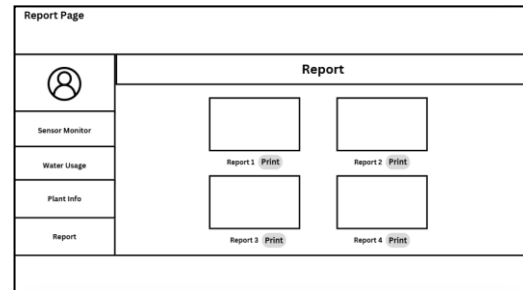 Report Page
Report
Sensor Monitor
Water Usage
Plant Info
Report
Report 1 Print
Report 2 Print
Report 3 Print
Report 4 Print